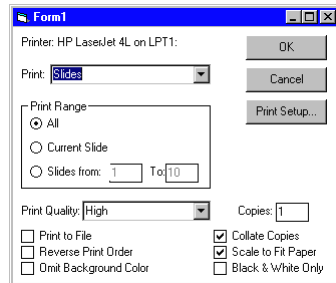 Form1
Printer: HP LaserJet 4L on LPT1:
OK
Print: Slides
Cancel
Print Range
Print Setup...
All
Current Slide
Slides from: 1 To: 10
Print Quality: High
Copies: 1
Print to File
Collate Copies
Reverse Print Order
Scale to Fit Paper
Omit Background Color
Black & White Only